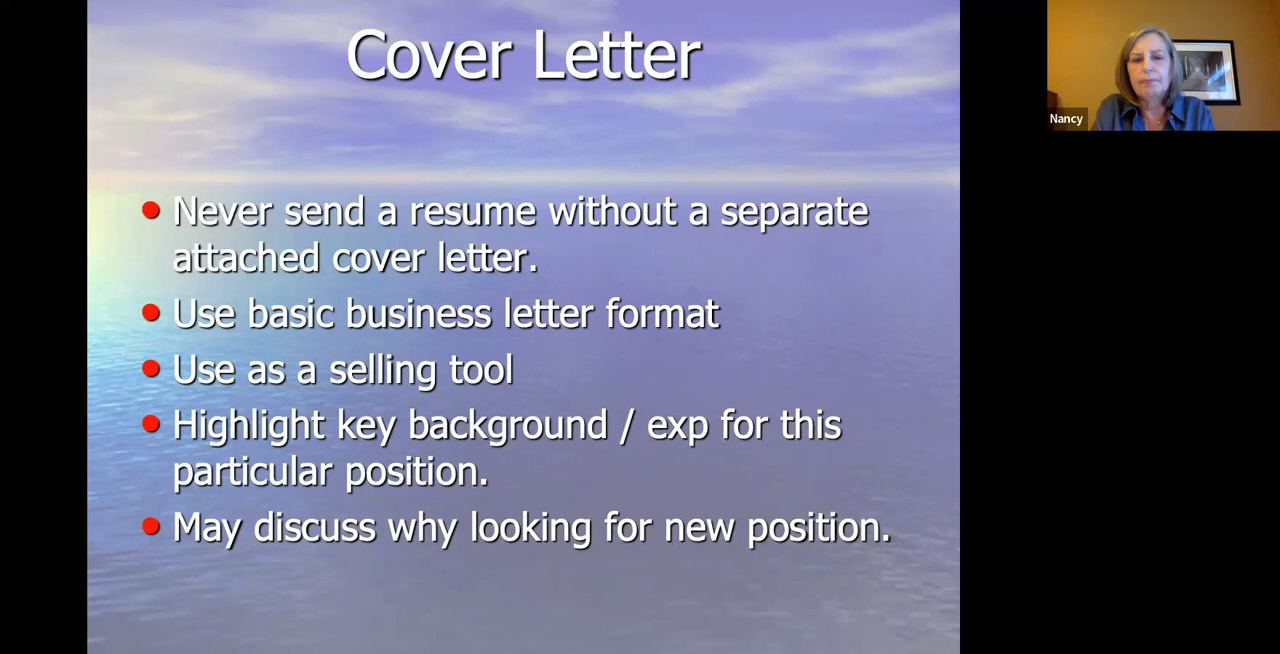 Cover Letter
Nancy
• Never send a resume without a separate
attached cover letter.
• Use basic business letter format
• Use as a selling tool
• Highlight key background / exp for this
particular position.
• May discuss why looking for new position.